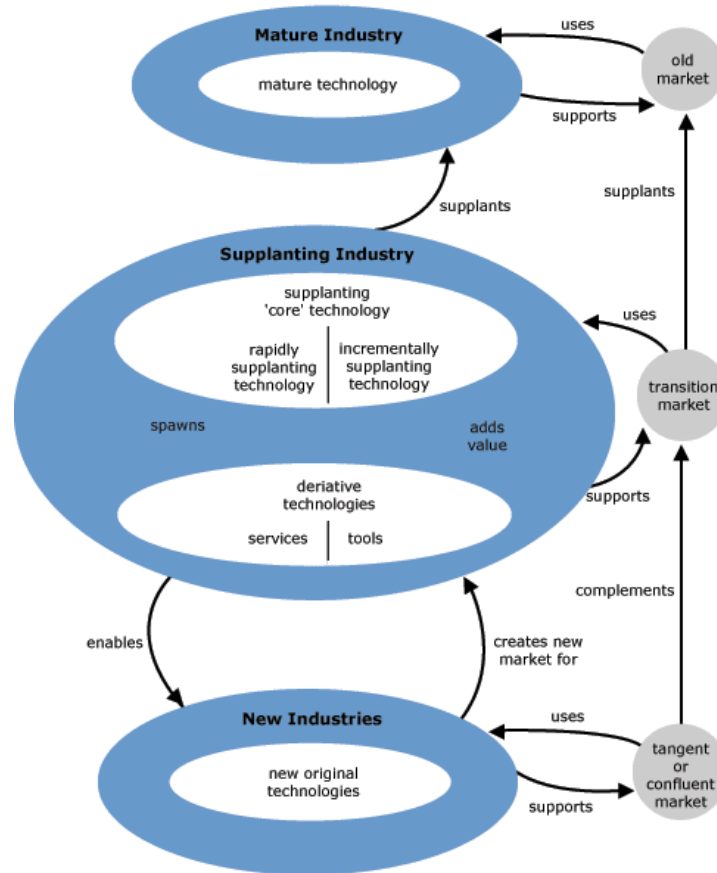 Mature Industry
mature technology
uses
old
market
supports
supplants
supplants
Supplanting Industry
supplanting
'core' technology
rapidly
supplanting
technology
incrementally
supplanting
technology
uses
transition
market
spawns
adds
value
supports
deriative
technologies
services
tools
complements
enables
creates new
market for
New Industries
new original
technologies
uses
tangent
or
confluent
market
supports